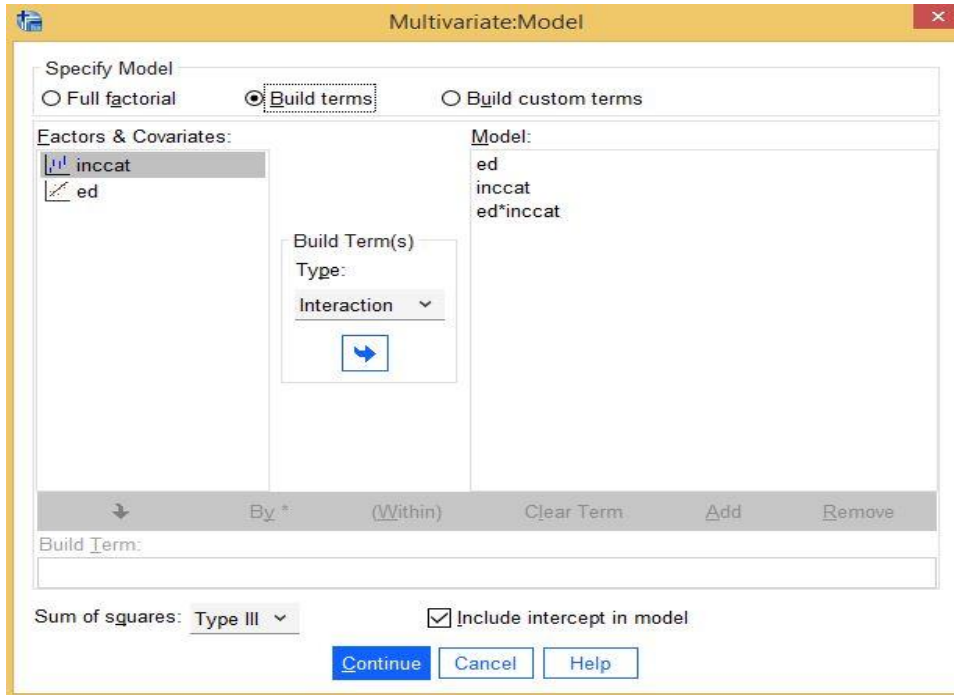 Multivariate:Model
Specify Model
Full factorial Build terms Build custom terms
Factors & Covariates:
inccat
ed
Build Term(s)
Type:
Interaction
Model:
ed
inccat
ed*inccat
By * (Within) Clear Term Add Remove
Build Term:
Sum of squares: Type III Include intercept in model
Continue Cancel Help